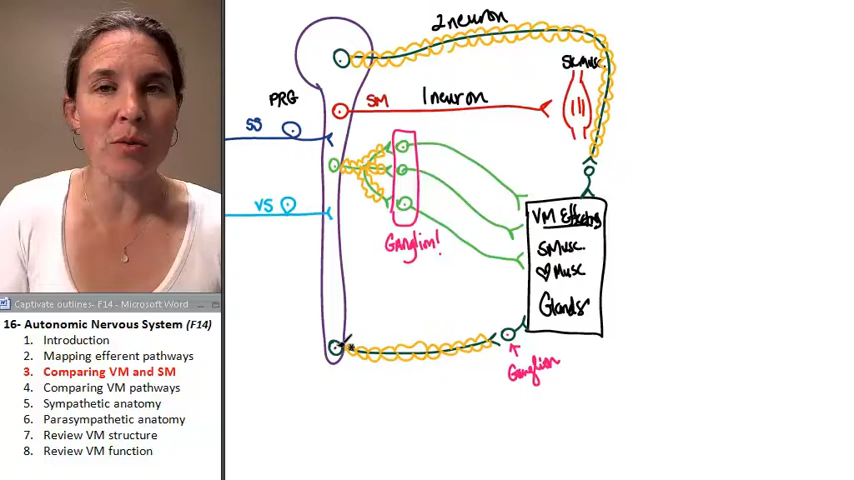 2 neuron
SK Musc.
PRG
SM
1 neuron
SS
VS
Ganglion!
VM Effectors
SMusc.
♡ Musc
Glands
Ganglion
Captivate outlines- F14 - Microsoft Word
16- Autonomic Nervous System (F14)
1. Introduction
2. Mapping efferent pathways
3. Comparing VM and SM
4. Comparing VM pathways
5. Sympathetic anatomy
6. Parasympathetic anatomy
7. Review VM structure
8. Review VM function